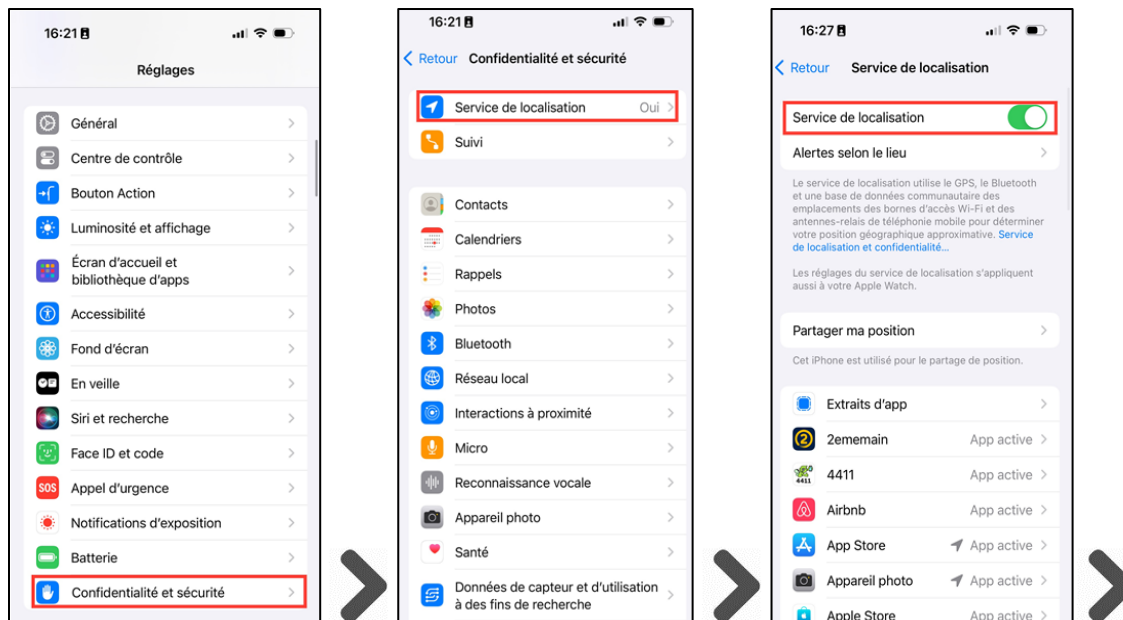 16:21
Réglages
Général
Centre de contrôle
Bouton Action
Luminosité et affichage
Écran d'accueil et
bibliothèque d'apps
Accessibilité
Fond d'écran
En veille
Siri et recherche
Face ID et code
SOS
Appel d'urgence
Notifications d'exposition
Batterie
Confidentialité et sécurité
16:21
Retour Confidentialité et sécurité
Service de localisation Oui
Suivi
Contacts
Calendriers
Rappels
Photos
Bluetooth
Réseau local
Interactions à proximité
Micro
Reconnaissance vocale
Appareil photo
Santé
Données de capteur et d'utilisation
à des fins de recherche
16:27
Retour Service de localisation
Service de localisation
Alertes selon le lieu
Le service de localisation utilise le GPS, le Bluetooth
et une base de données communautaire des
emplacements des bornes d'accès Wi-Fi et des
antennes-relais de téléphonie mobile pour déterminer
votre position géographique approximative. Service
de localisation et confidentialité...
Les réglages du service de localisation s'appliquent
aussi à votre Apple Watch.
Partager ma position
Cet iPhone est utilisé pour le partage de position.
Extraits d'app
2
2ememain App active
4411
4411 App active
Airbnb App active
App Store App active
Appareil photo App active
Apple Store App active